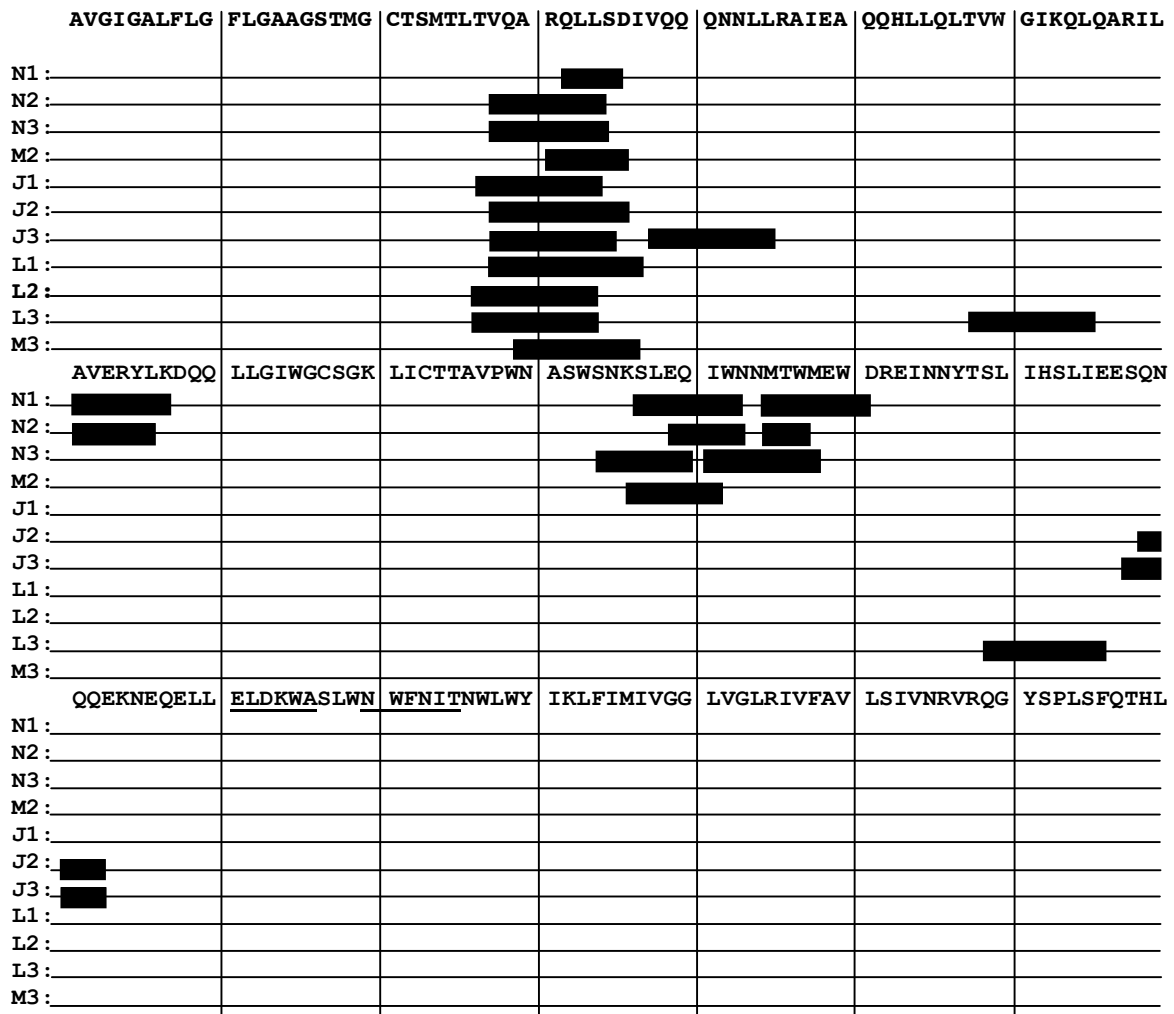 AVGIGALFLG FLGAAGSTMG CTSMTLTVQA RQLLSDIVQQ QNNLLRAIEA QQHLLQLTVW GIKQLQARIL
N1:
N2:
N3:
M2:
J1:
J2:
J3:
L1:
L2:
L3:
M3:
AVERYLKDQQ LLGIWGCSGK LICTTAVPWN ASWSNKSLEQ IWNNMTWMEW DREINNYTSL IHSLIEESQN
N1:
N2:
N3:
M2:
J1:
J2:
J3:
L1:
L2:
L3:
M3:
QQEKNEQELL ELDKWASLWN WFNITNWLWY IKLFIMIVGG LVGLRIVFAV LSIVNRVRQG YSPLSFQTHL
N1:
N2:
N3:
M2:
J1:
J2:
J3:
L1:
L2:
L3:
M3: